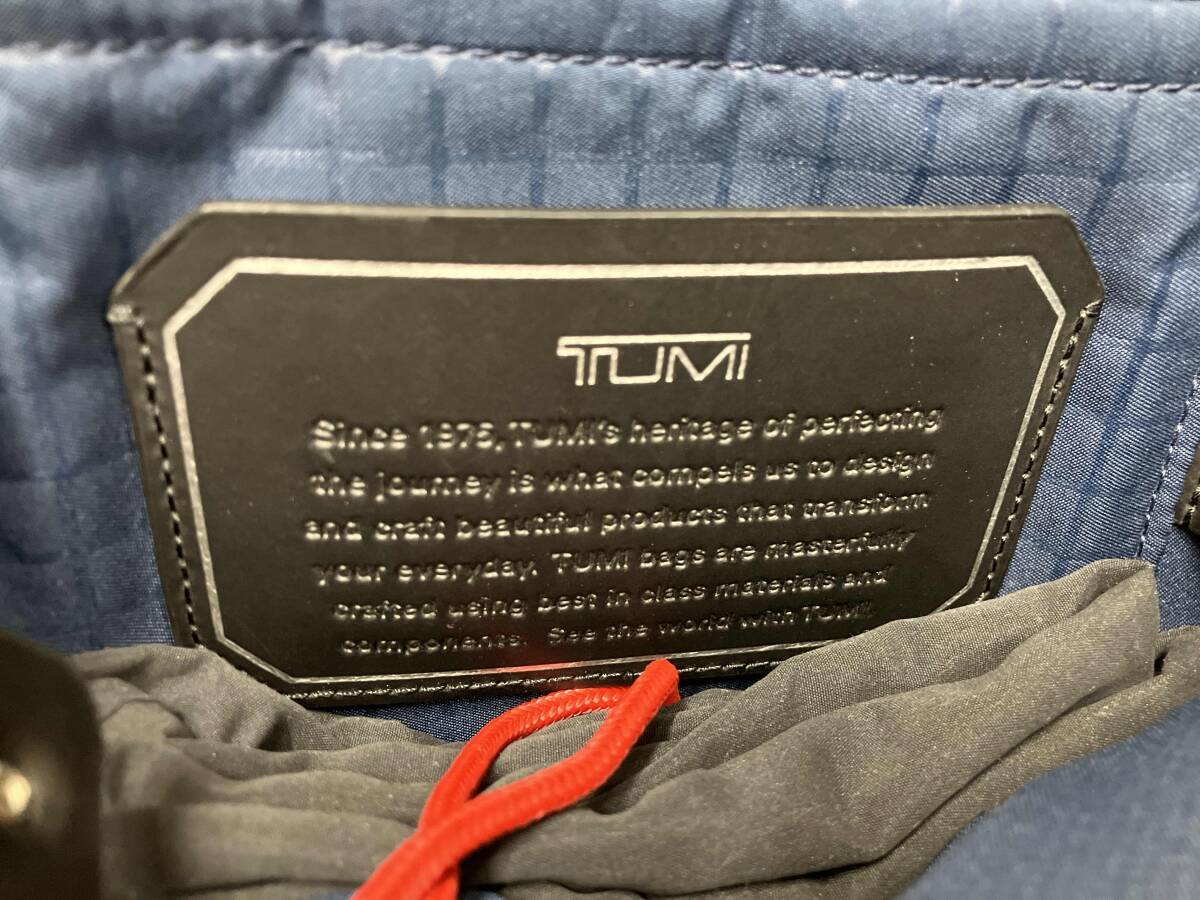 TUMI
Since 1975, TUMI's heritage of perfecting
the journey is what compels us to design
and craft beautiful products that transform
your everyday. TUMI bags are masterfully
crafted using best in class materials and
components. See the world with TUMI.